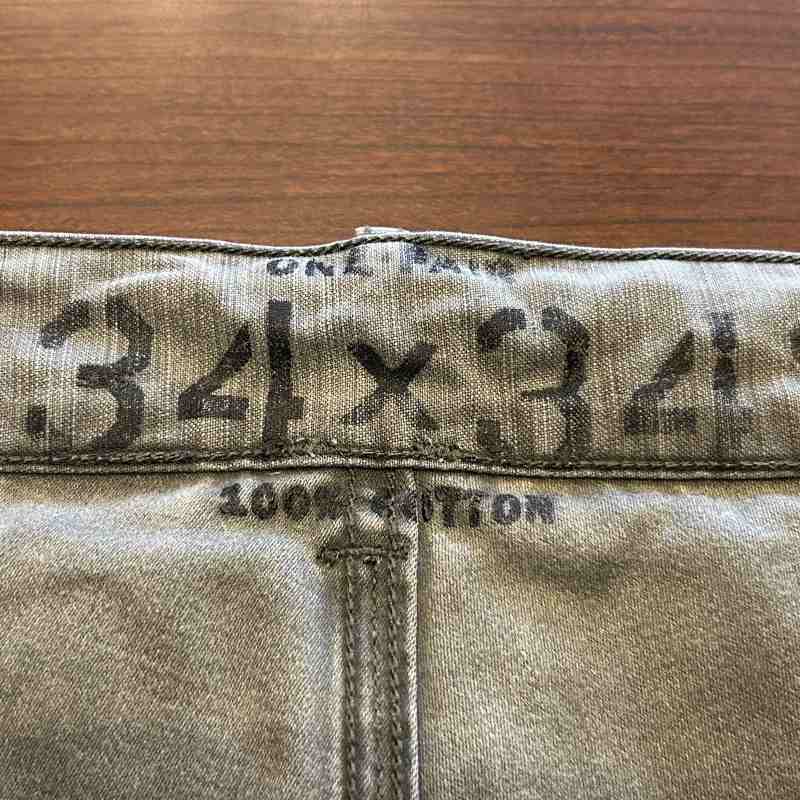 ONE PAIR
34x34
100% COTTON